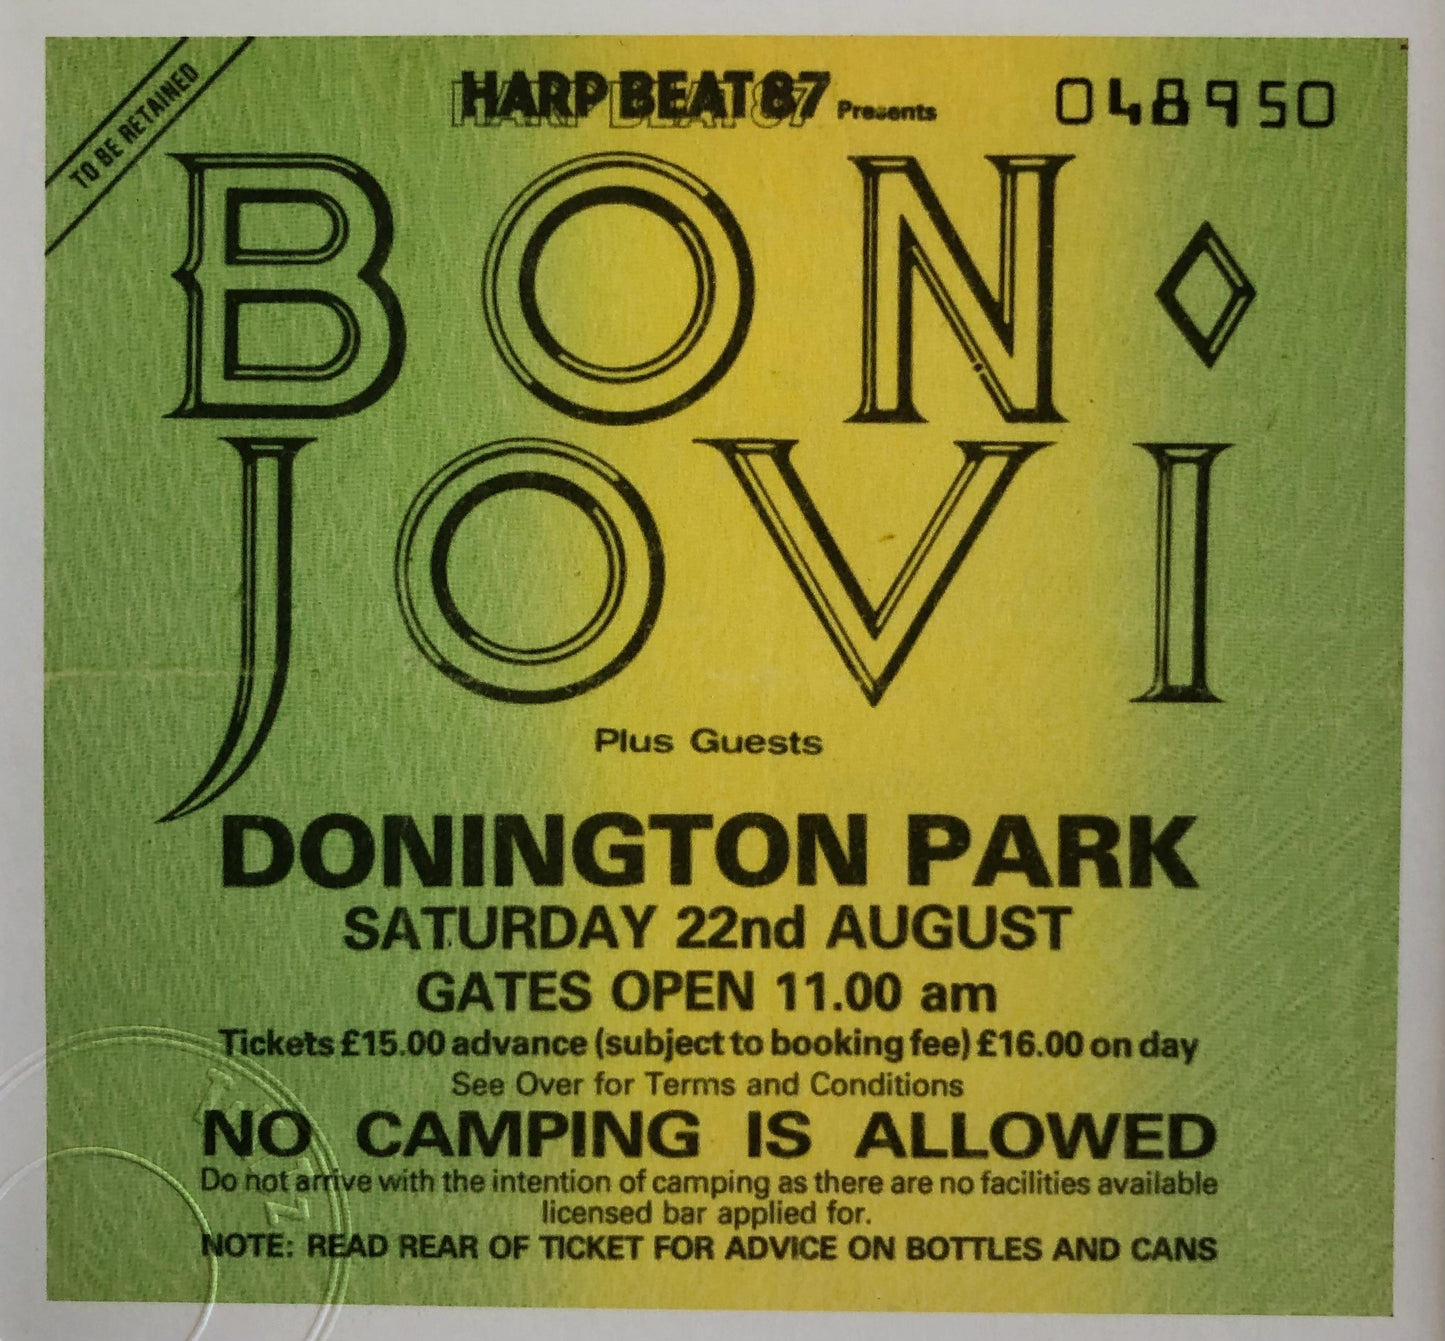 TO BE RETAINED
HARP BEAT 87 Presents
048950
BON
JOVI
Plus Guests
DONINGTON PARK
SATURDAY 22nd AUGUST
GATES OPEN 11.00 am
Tickets £15.00 advance (subject to booking fee) £16.00 on day
See Over for Terms and Conditions
NO CAMPING IS ALLOWED
Do not arrive with the intention of camping as there are no facilities available
licensed bar applied for.
NOTE: READ REAR OF TICKET FOR ADVICE ON BOTTLES AND CANS